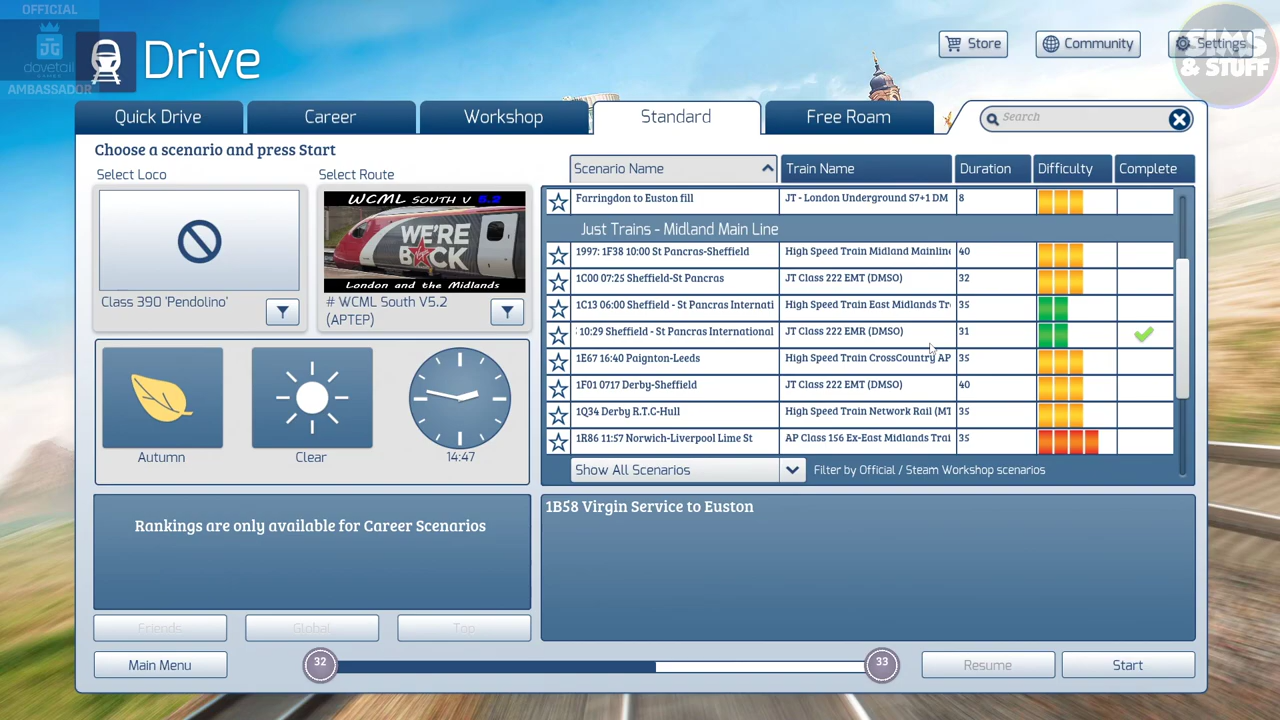 OFFICIAL
dovetail
AMBASSADOR
Drive
Store
Community
Settings
SIMS
& STUFF
Quick Drive
Career
Workshop
Standard
Free Roam
Search
Choose a scenario and press Start
Select Loco
Select Route
WCML SOUTH V 5.2
WE'RE
BACK
London and the Midlands
Class 390 'Pendolino'
# WCML South V5.2
(APTEP)
Autumn
Clear
14:47
Scenario Name
Train Name
Duration
Difficulty
Complete
Farringdon to Euston fill
JT - London Underground S7+1 DM
8
Just Trains - Midland Main Line
1997: 1F38 10:00 St Pancras-Sheffield
High Speed Train Midland Mainline
40
1C00 07:25 Sheffield-St Pancras
JT Class 222 EMT (DMSO)
32
1C13 06:00 Sheffield - St Pancras Internati
High Speed Train East Midlands Tr
35
: 10:29 Sheffield - St Pancras International
JT Class 222 EMR (DMSO)
31
1E67 16:40 Paignton-Leeds
High Speed Train CrossCountry AP
35
1F01 0717 Derby-Sheffield
JT Class 222 EMT (DMSO)
40
1Q34 Derby R.T.C-Hull
High Speed Train Network Rail (MT
35
1R86 11:57 Norwich-Liverpool Lime St
AP Class 156 Ex-East Midlands Trai
35
Show All Scenarios
Filter by Official / Steam Workshop scenarios
Rankings are only available for Career Scenarios
1B58 Virgin Service to Euston
Friends
Global
Top
Main Menu
32
33
Resume
Start